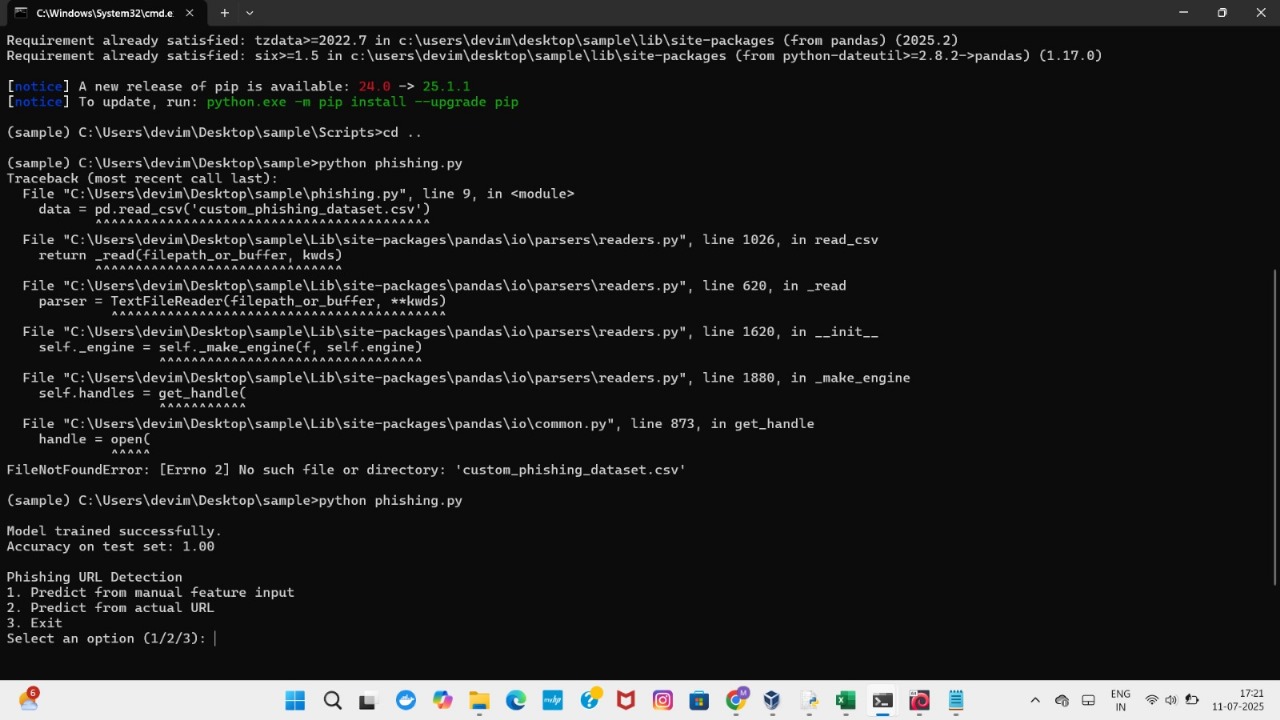 C:\Windows\System32\cmd.e
Requirement already satisfied: tzdata>=2022.7 in c:\users\devim\desktop\sample\lib\site-packages (from pandas) (2025.2)
Requirement already satisfied: six>=1.5 in c:\users\devim\desktop\sample\lib\site-packages (from python-dateutil>=2.8.2->pandas) (1.17.0)
[notice] A new release of pip is available: 24.0 -> 25.1.1
[notice] To update, run: python.exe -m pip install --upgrade pip
(sample) C:\Users\devim\Desktop\sample\Scripts>cd ..
(sample) C:\Users\devim\Desktop\sample>python phishing.py
Traceback (most recent call last):
  File "C:\Users\devim\Desktop\sample\phishing.py", line 9, in <module>
    data = pd.read_csv('custom_phishing_dataset.csv')
           ^^^^^^^^^^^^^^^^^^^^^^^^^^^^^^^^^^^^^^^^^^
  File "C:\Users\devim\Desktop\sample\Lib\site-packages\pandas\io\parsers\readers.py", line 1026, in read_csv
    return _read(filepath_or_buffer, kwds)
           ^^^^^^^^^^^^^^^^^^^^^^^^^^^^^^^
  File "C:\Users\devim\Desktop\sample\Lib\site-packages\pandas\io\parsers\readers.py", line 620, in _read
    parser = TextFileReader(filepath_or_buffer, **kwds)
             ^^^^^^^^^^^^^^^^^^^^^^^^^^^^^^^^^^^^^^^^^^
  File "C:\Users\devim\Desktop\sample\Lib\site-packages\pandas\io\parsers\readers.py", line 1620, in __init__
    self._engine = self._make_engine(f, self.engine)
                   ^^^^^^^^^^^^^^^^^^^^^^^^^^^^^^^^^
  File "C:\Users\devim\Desktop\sample\Lib\site-packages\pandas\io\parsers\readers.py", line 1880, in _make_engine
    self.handles = get_handle(
                   ^^^^^^^^^^^
  File "C:\Users\devim\Desktop\sample\Lib\site-packages\pandas\io\common.py", line 873, in get_handle
    handle = open(
             ^^^^^
FileNotFoundError: [Errno 2] No such file or directory: 'custom_phishing_dataset.csv'
(sample) C:\Users\devim\Desktop\sample>python phishing.py
Model trained successfully.
Accuracy on test set: 1.00
Phishing URL Detection
1. Predict from manual feature input
2. Predict from actual URL
3. Exit
Select an option (1/2/3):
6
M
ENG
IN
17:21
11-07-2025